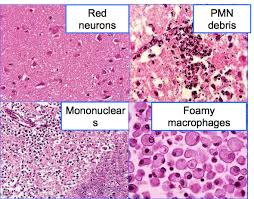 Red
neurons
PMN
debris
Mononuclear
s
Foamy
macrophages